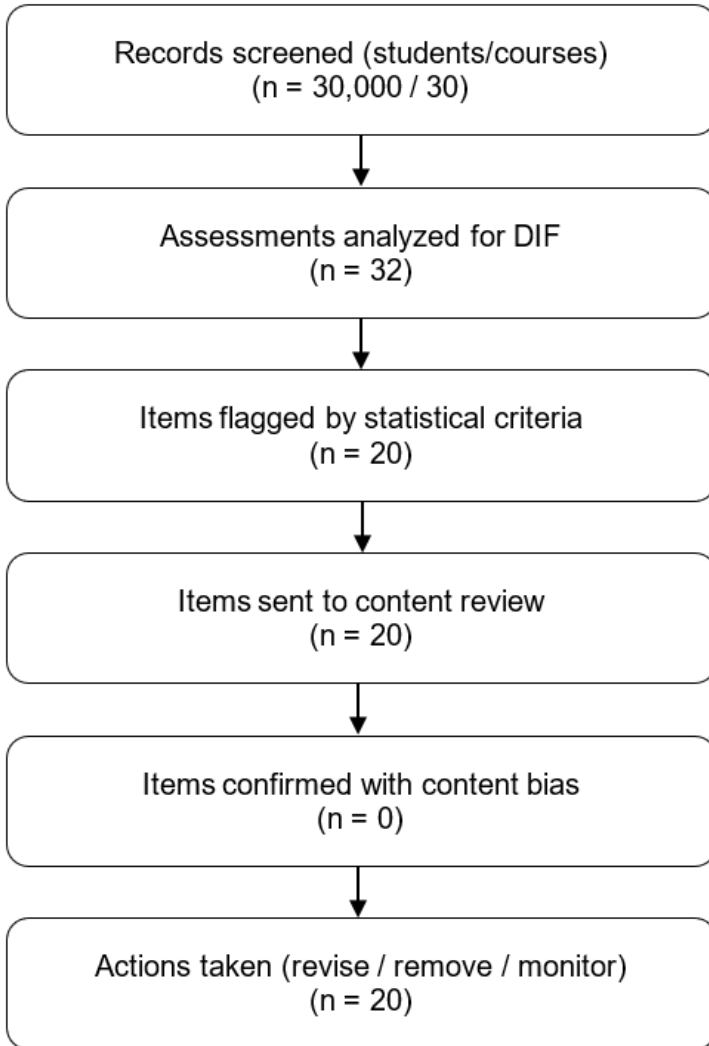 Records screened (students/courses)
(n = 30,000 / 30)
Assessments analyzed for DIF
(n = 32)
Items flagged by statistical criteria
(n = 20)
Items sent to content review
(n = 20)
Items confirmed with content bias
(n = 0)
Actions taken (revise / remove / monitor)
(n = 20)